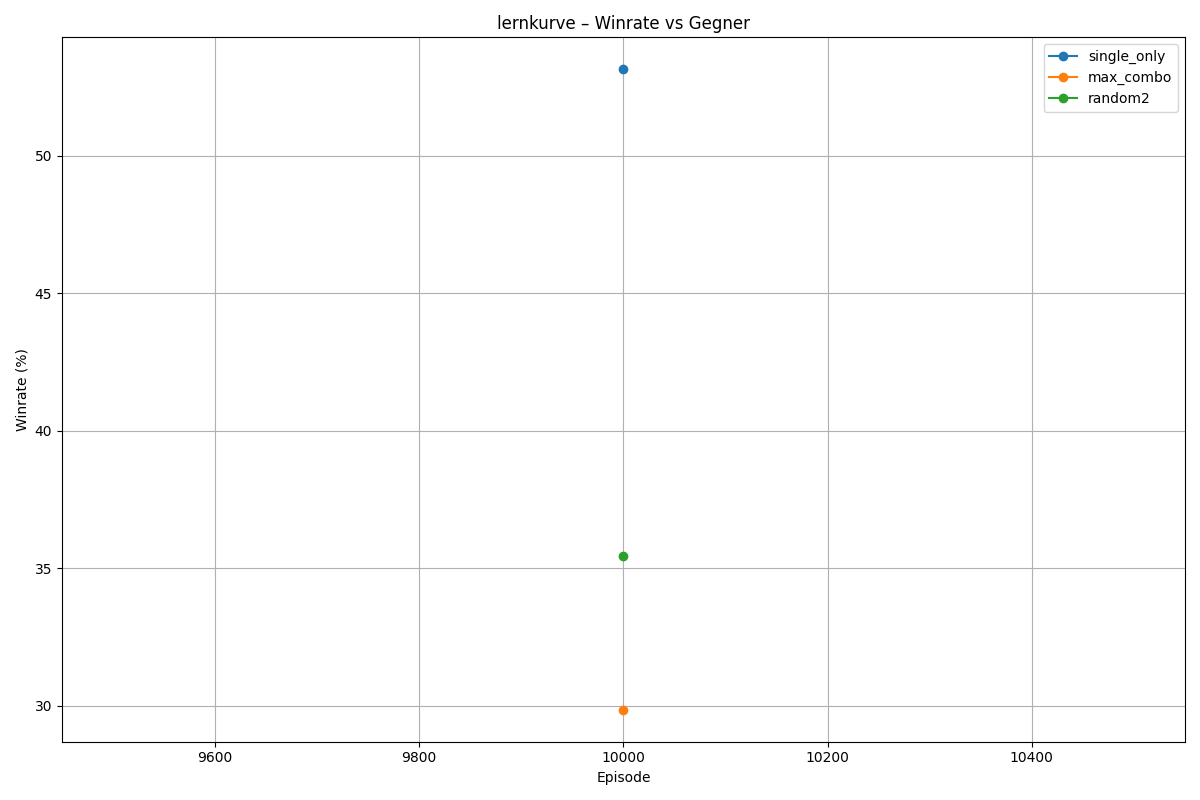 lernkurve – Winrate vs Gegner
single_only
max_combo
random2
Winrate (%)
50
45
40
35
30
9600 9800 10000 10200 10400
Episode